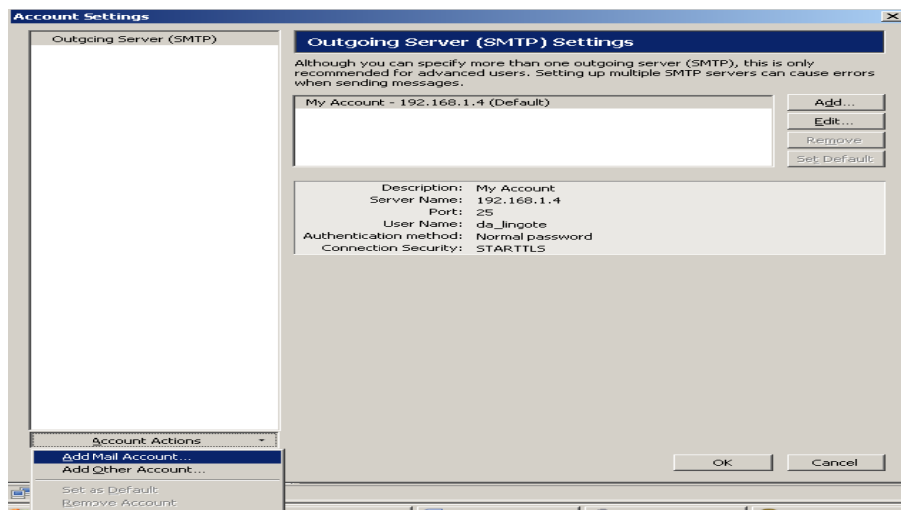 Account Settings
Outgcing Server (SMTP)
Outgoing Server (SMTP) Settings
Although you can specify more than one outgoing server (SMTP), this is only
recommended for advanced users. Setting up multiple SMTP servers can cause errors
when sending messages.
My Account - 192.168.1.4 (Default)
Add...
Edit...
Remove
Set Default
Description: My Account
Server Name: 192.168.1.4
Port: 25
User Name: da_lingote
Authentication method: Normal password
Connection Security: STARTTLS
Account Actions
Add Mail Account...
Add Other Account...
Set as Default
Remove Account
OK
Cancel